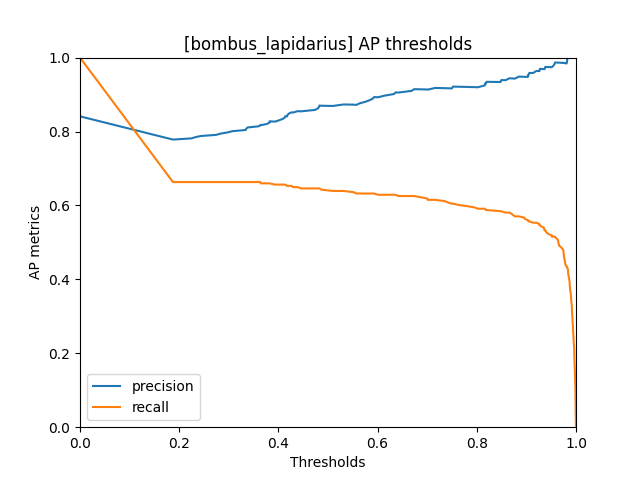 [bombus_lapidarius] AP thresholds
1.0
0.8
0.6
0.4
0.2
0.0
AP metrics
precision
recall
0.0 0.2 0.4 0.6 0.8 1.0
Thresholds